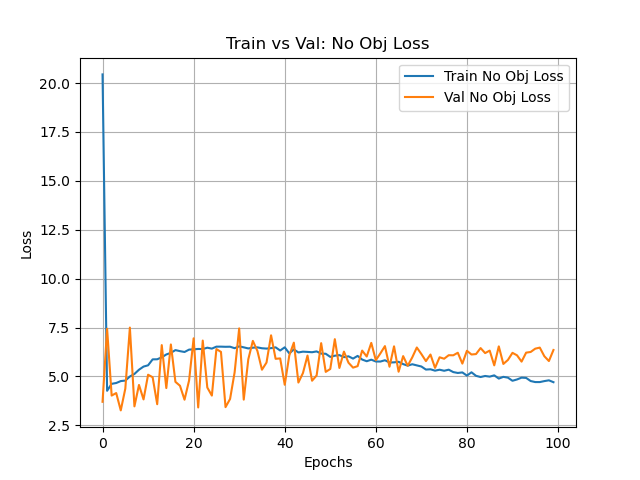 Train vs Val: No Obj Loss
Train No Obj Loss
Val No Obj Loss
20.0
17.5
15.0
12.5
10.0
7.5
5.0
2.5
Loss
0 20 40 60 80 100
Epochs